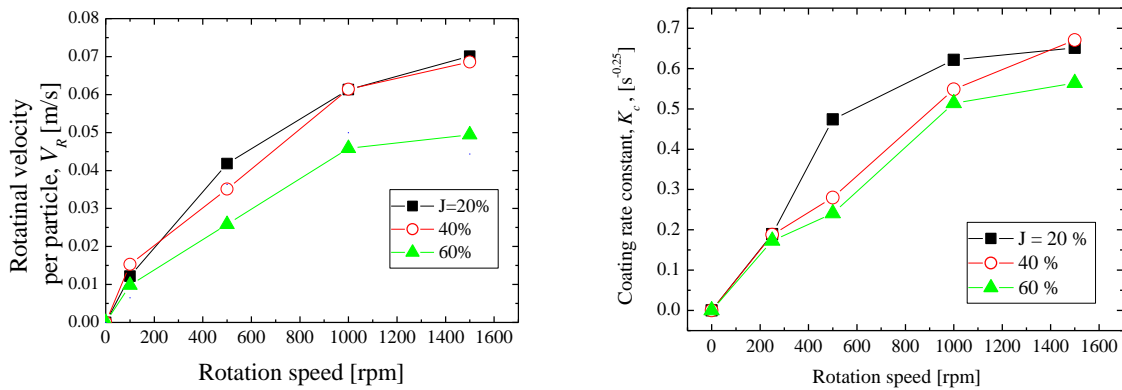 0.08
0.07
0.06
0.05
0.04
0.03
0.02
0.01
0.00
Rotatinal velocity
per particle, V_R [m/s]
J=20%
40%
60%
0 200 400 600 800 1000 1200 1400 1600
Rotation speed [rpm]
0.7
0.6
0.5
0.4
0.3
0.2
0.1
0.0
Coating rate constant, K_c , [s^-0.25]
J = 20 %
40 %
60 %
0 200 400 600 800 1000 1200 1400 1600
Rotation speed [rpm]